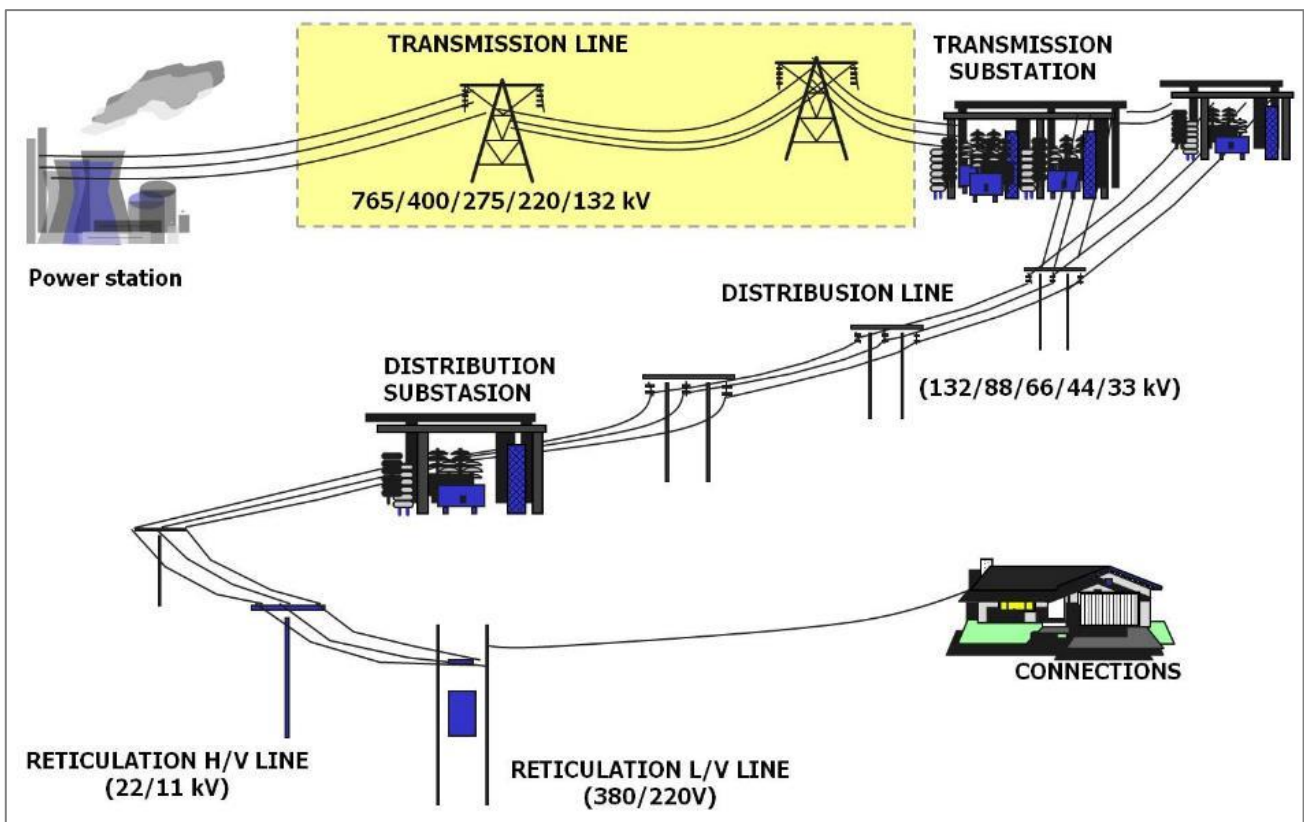 TRANSMISSION LINE
TRANSMISSION
SUBSTATION
765/400/275/220/132 kV
Power station
DISTRIBUSION LINE
(132/88/66/44/33 kV)
DISTRIBUTION
SUBSTASION
CONNECTIONS
RETICULATION H/V LINE
(22/11 kV)
RETICULATION L/V LINE
(380/220V)